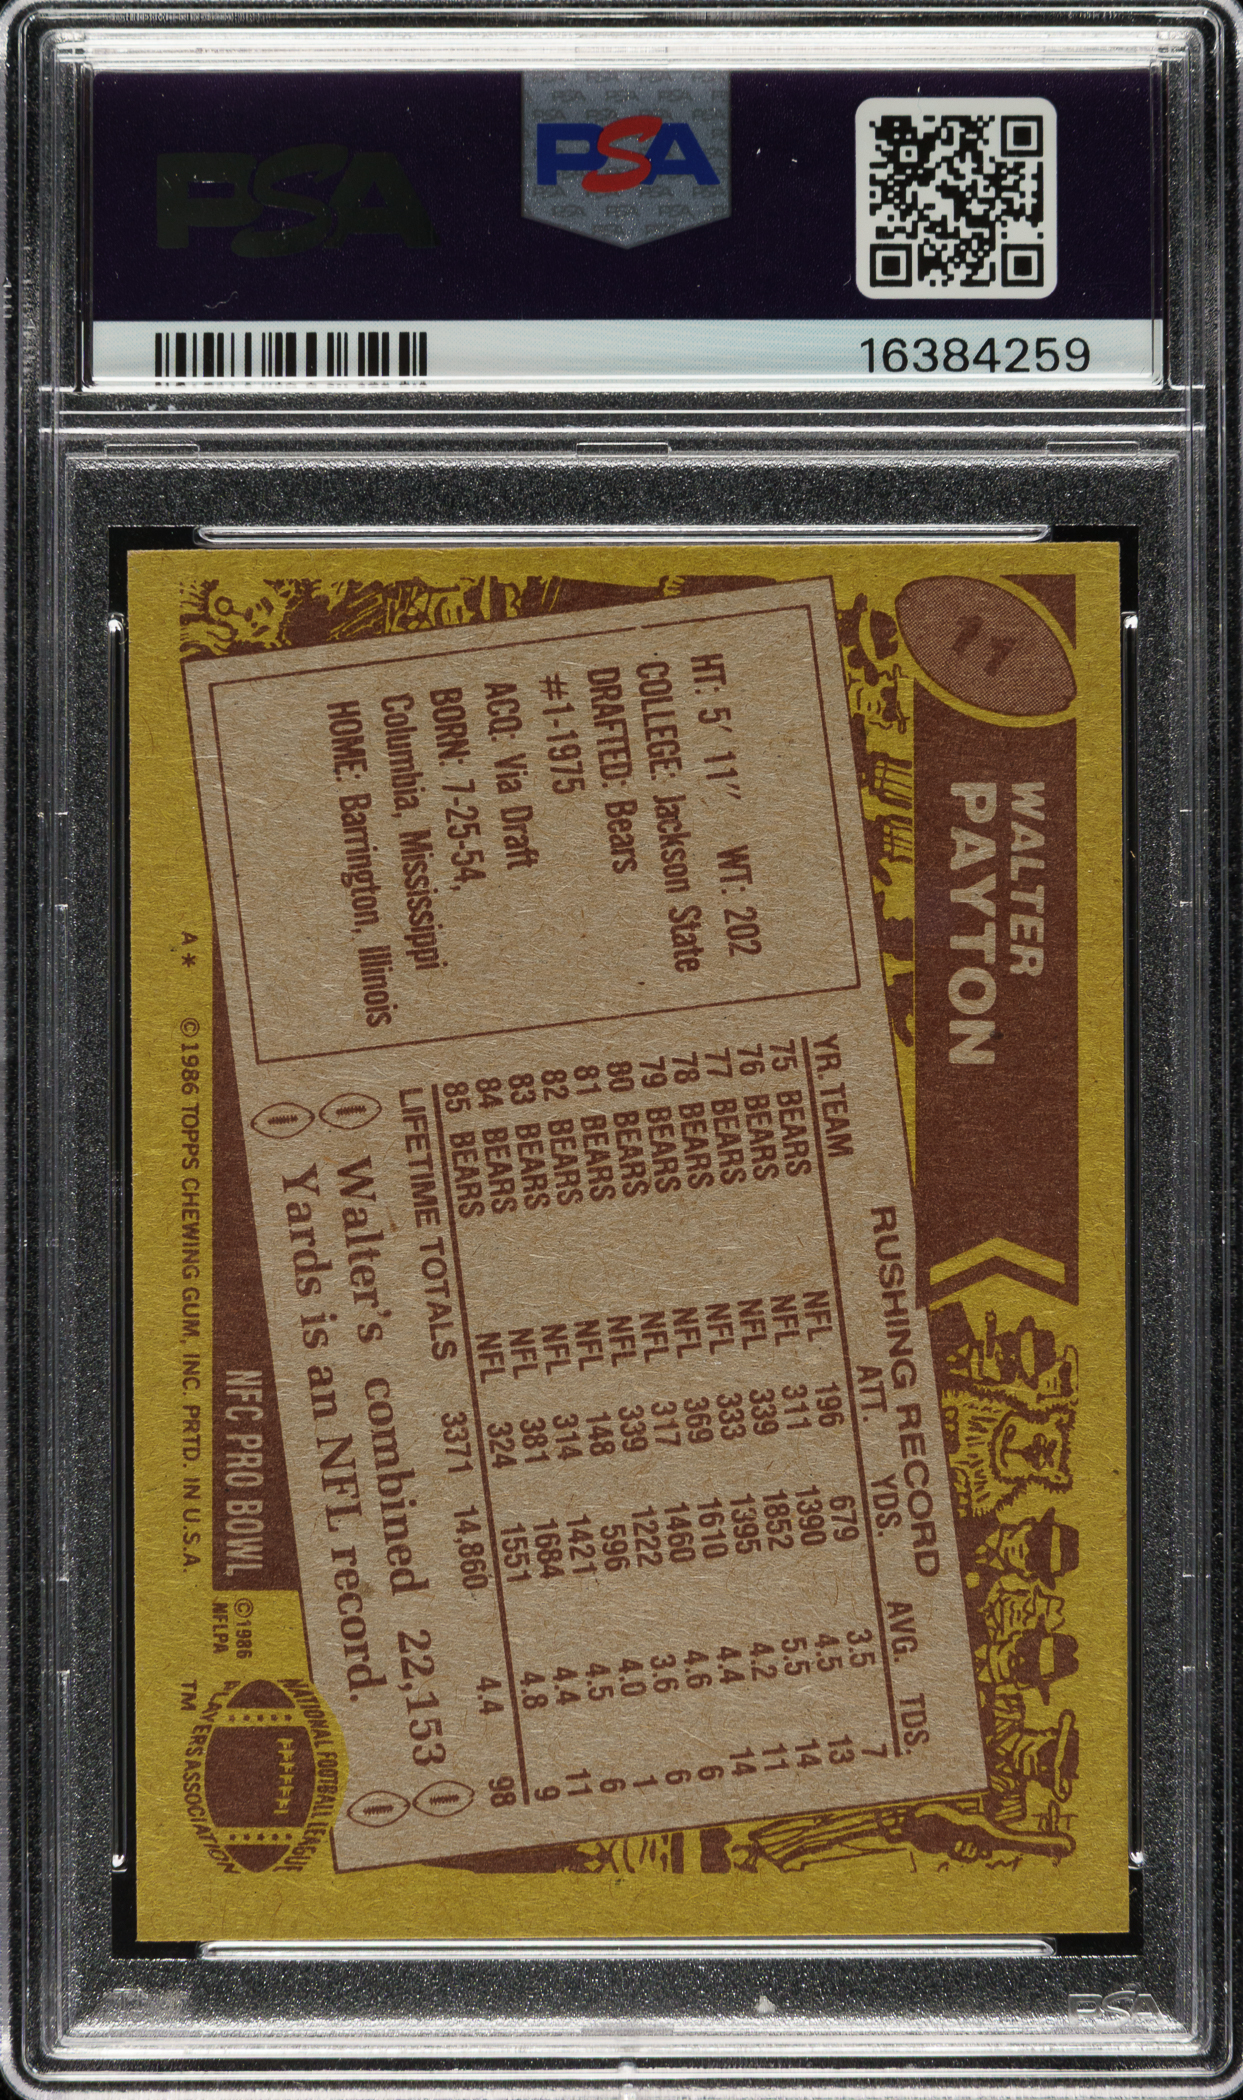 PSA
PSA
16384259
11
WALTER
PAYTON
HT: 5' 11" WT: 202
COLLEGE: Jackson State
DRAFTED: Bears
#1-1975
ACQ: Via Draft
BORN: 7-25-54,
Columbia, Mississippi
HOME: Barrington, Illinois
RUSHING RECORD
YR. TEAM ATT. YDS. AVG. TDS.
75 BEARS NFL 196 679 3.5 7
76 BEARS NFL 311 1390 4.5 13
77 BEARS NFL 339 1852 5.5 14
78 BEARS NFL 333 1395 4.2 11
79 BEARS NFL 369 1610 4.4 14
80 BEARS NFL 317 1460 4.6 6
81 BEARS NFL 339 1222 3.6 6
82 BEARS NFL 148 596 4.0 1
83 BEARS NFL 314 1421 4.5 6
84 BEARS NFL 381 1684 4.4 11
85 BEARS NFL 324 1551 4.8 9
LIFETIME TOTALS 3371 14,860 4.4 98
Walter's combined 22,153
Yards is an NFL record.
NFC PRO BOWL
©1986
NFLPA
NATIONAL FOOTBALL LEAGUE
PLAYERS ASSOCIATION
TM
A* ©1986 TOPPS CHEWING GUM, INC. PRTD. IN U.S.A.
PSA